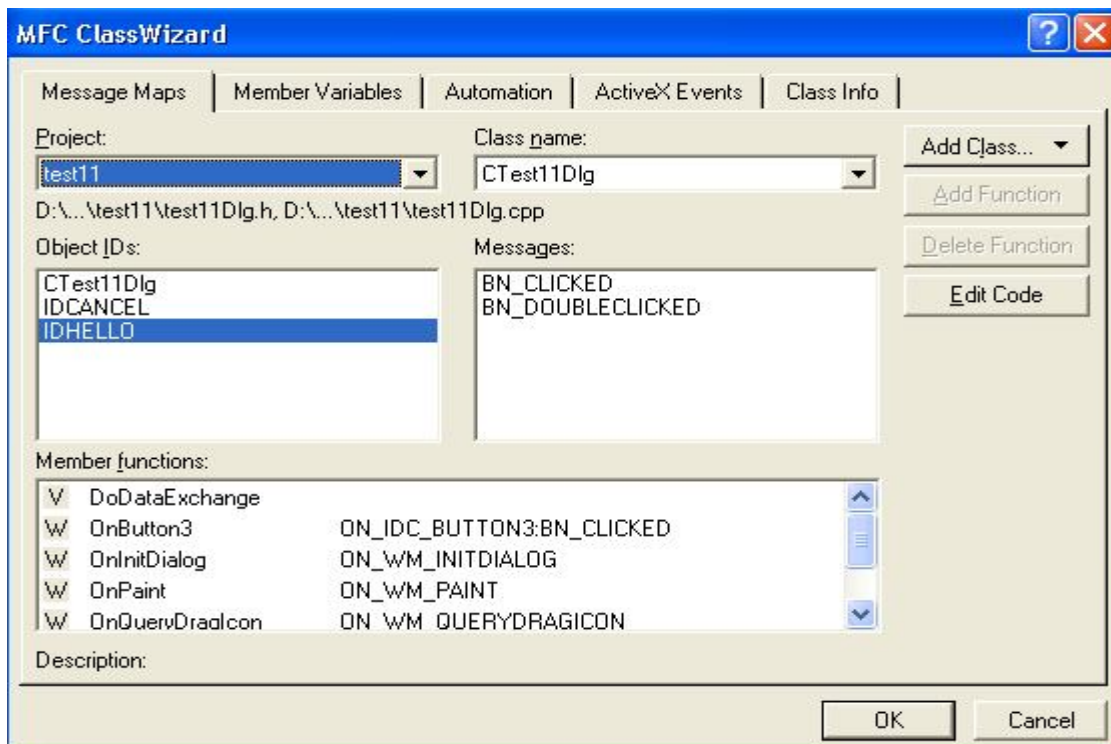 MFC ClassWizard
Message Maps
Member Variables
Automation
ActiveX Events
Class Info
Project:
Class name:
Add Class...
test11
CTest11Dlg
Add Function
D:\...\test11\test11Dlg.h, D:\...\test11\test11Dlg.cpp
Object IDs:
Messages:
Delete Function
CTest11Dlg
IDCANCEL
IDHELLO
BN_CLICKED
BN_DOUBLECLICKED
Edit Code
Member functions:
V DoDataExchange
W OnButton3 ON_IDC_BUTTON3:BN_CLICKED
W OnInitDialog ON_WM_INITDIALOG
W OnPaint ON_WM_PAINT
W OnQueryDragIcon ON_WM_QUERYDRAGICON
Description:
OK
Cancel